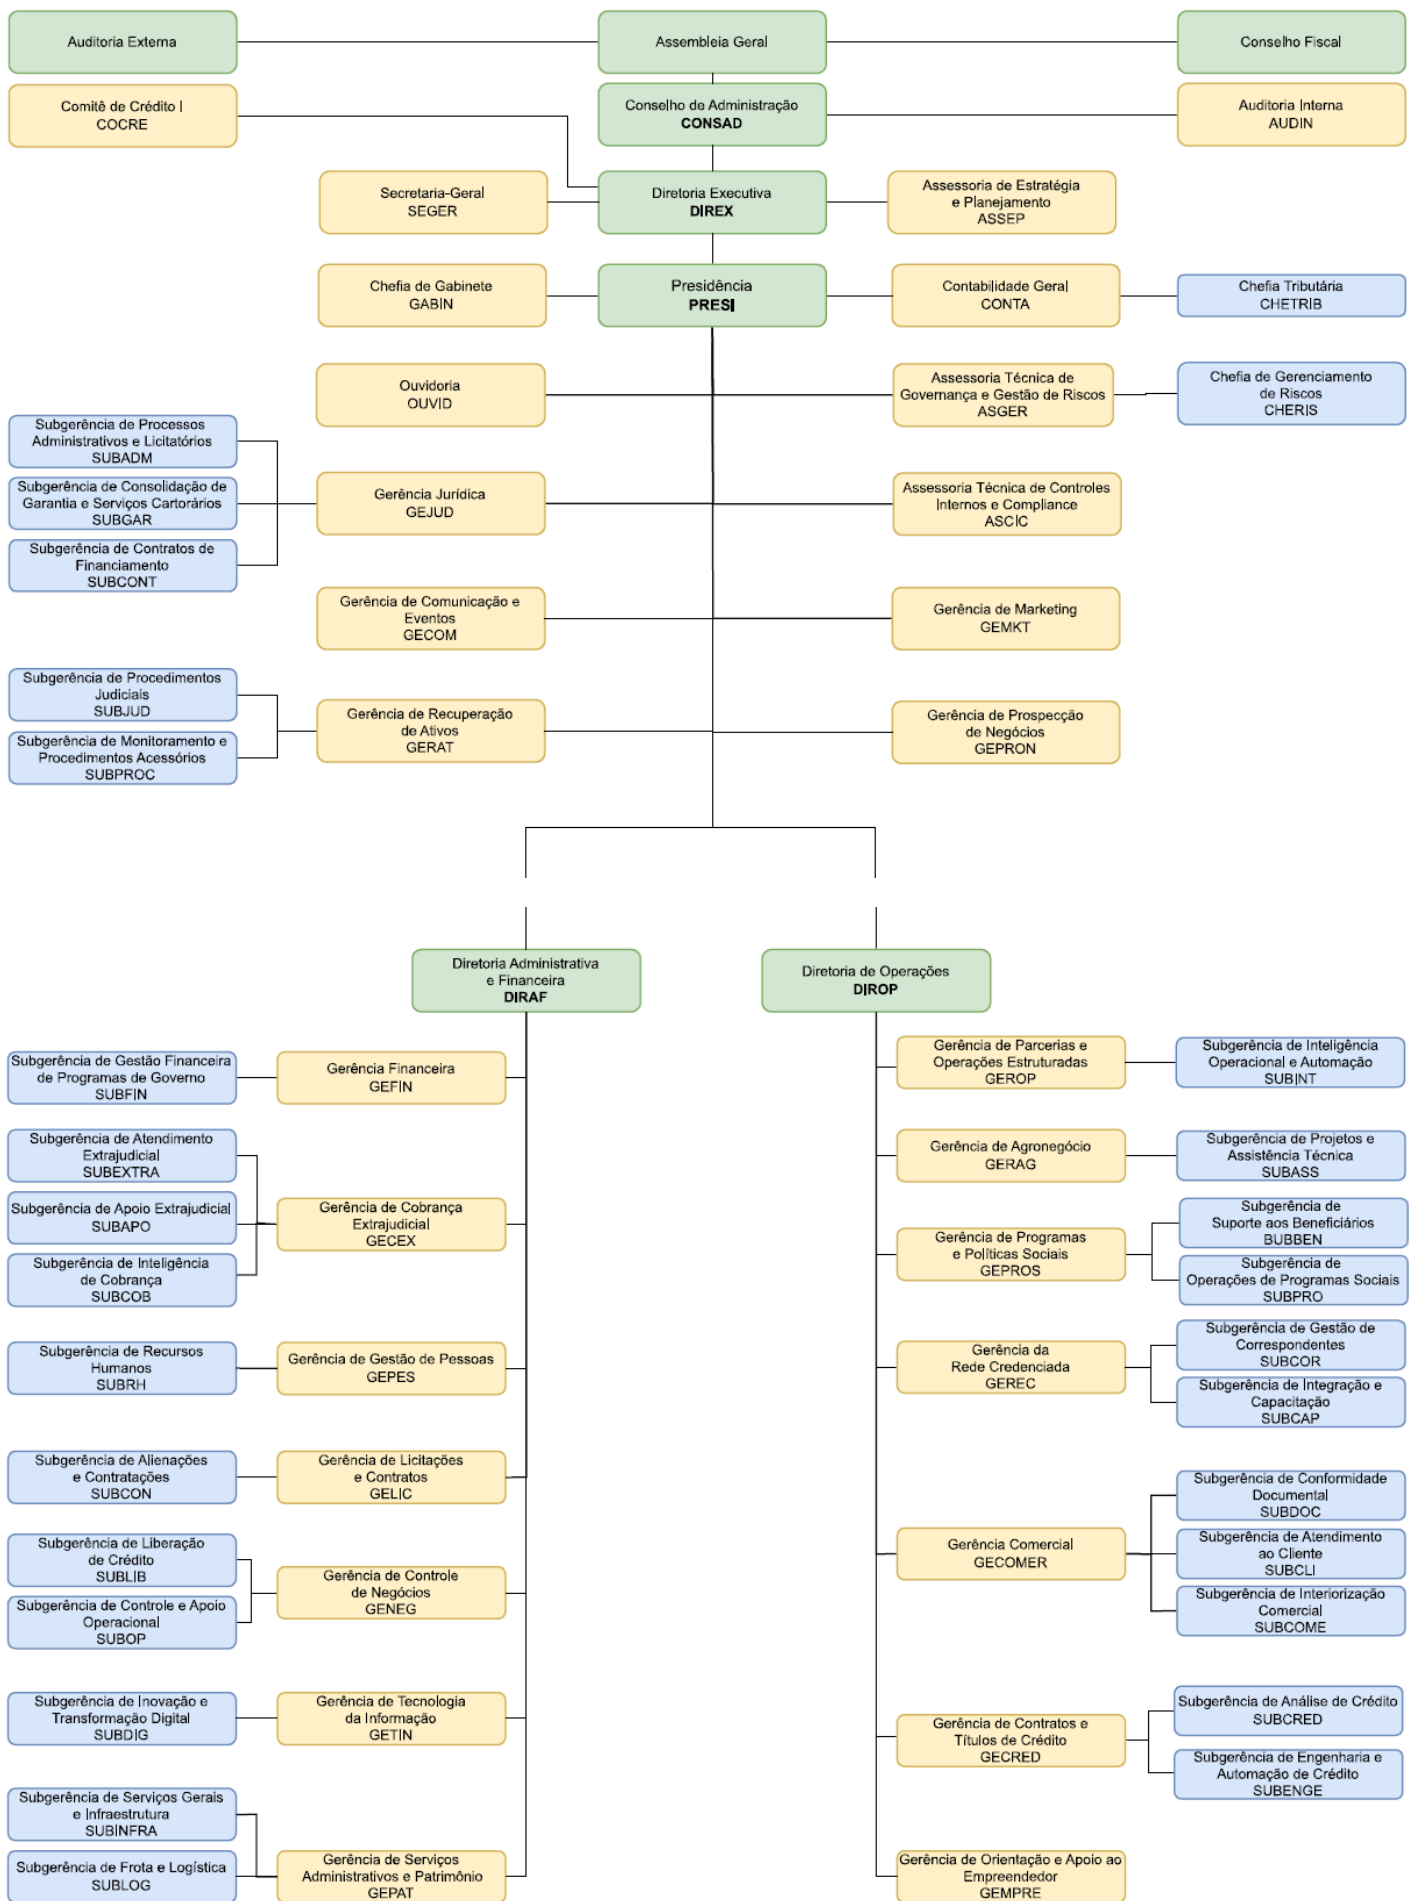 Auditoria Externa
Assembleia Geral
Conselho Fiscal
Comitê de Crédito I
COCRE
Conselho de Administração
CONSAD
Auditoria Interna
AUDIN
Secretaria-Geral
SEGER
Diretoria Executiva
DIREX
Assessoria de Estratégia
e Planejamento
ASSEP
Chefia de Gabinete
GABIN
Presidência
PRESI
Contabilidade Geral
CONTA
Chefia Tributária
CHETRIB
Ouvidoria
OUVID
Assessoria Técnica de
Governança e Gestão de Riscos
ASGER
Chefia de Gerenciamento
de Riscos
CHERIS
Subgerência de Processos
Administrativos e Licitatórios
SUBADM
Subgerência de Consolidação de
Garantia e Serviços Cartorários
SUBGAR
Subgerência de Contratos de
Financiamento
SUBCONT
Gerência Jurídica
GEJUD
Assessoria Técnica de Controles
Internos e Compliance
ASCIC
Gerência de Comunicação e
Eventos
GECOM
Gerência de Marketing
GEMKT
Subgerência de Procedimentos
Judiciais
SUBJUD
Subgerência de Monitoramento e
Procedimentos Acessórios
SUBPROC
Gerência de Recuperação
de Ativos
GERAT
Gerência de Prospecção
de Negócios
GEPRON
Diretoria Administrativa
e Financeira
DIRAF
Diretoria de Operações
DIROP
Subgerência de Gestão Financeira
de Programas de Governo
SUBFIN
Gerência Financeira
GEFIN
Gerência de Parcerias e
Operações Estruturadas
GEROP
Subgerência de Inteligência
Operacional e Automação
SUBINT
Subgerência de Atendimento
Extrajudicial
SUBEXTRA
Subgerência de Apoio Extrajudicial
SUBAPO
Subgerência de Inteligência
de Cobrança
SUBCOB
Gerência de Cobrança
Extrajudicial
GECEX
Gerência de Agronegócio
GERAG
Subgerência de Projetos e
Assistência Técnica
SUBASS
Gerência de Programas
e Políticas Sociais
GEPROS
Subgerência de
Suporte aos Beneficiários
BUBBEN
Subgerência de
Operações de Programas Sociais
SUBPRO
Subgerência de Recursos
Humanos
SUBRH
Gerência de Gestão de Pessoas
GEPES
Gerência da
Rede Credenciada
GEREC
Subgerência de Gestão de
Correspondentes
SUBCOR
Subgerência de Integração e
Capacitação
SUBCAP
Subgerência de Alienações
e Contratações
SUBCON
Gerência de Licitações
e Contratos
GELIC
Subgerência de Conformidade
Documental
SUBDOC
Subgerência de Atendimento
ao Cliente
SUBCLI
Subgerência de Interiorização
Comercial
SUBCOME
Gerência Comercial
GECOMER
Subgerência de Liberação
de Crédito
SUBLIB
Subgerência de Controle e Apoio
Operacional
SUBOP
Gerência de Controle
de Negócios
GENEG
Subgerência de Inovação e
Transformação Digital
SUBDIG
Gerência de Tecnologia
da Informação
GETIN
Gerência de Contratos e
Títulos de Crédito
GECRED
Subgerência de Análise de Crédito
SUBCRED
Subgerência de Engenharia e
Automação de Crédito
SUBENGE
Subgerência de Serviços Gerais
e Infraestrutura
SUBINFRA
Subgerência de Frota e Logística
SUBLOG
Gerência de Serviços
Administrativos e Patrimônio
GEPAT
Gerência de Orientação e Apoio ao
Empreendedor
GEMPRE